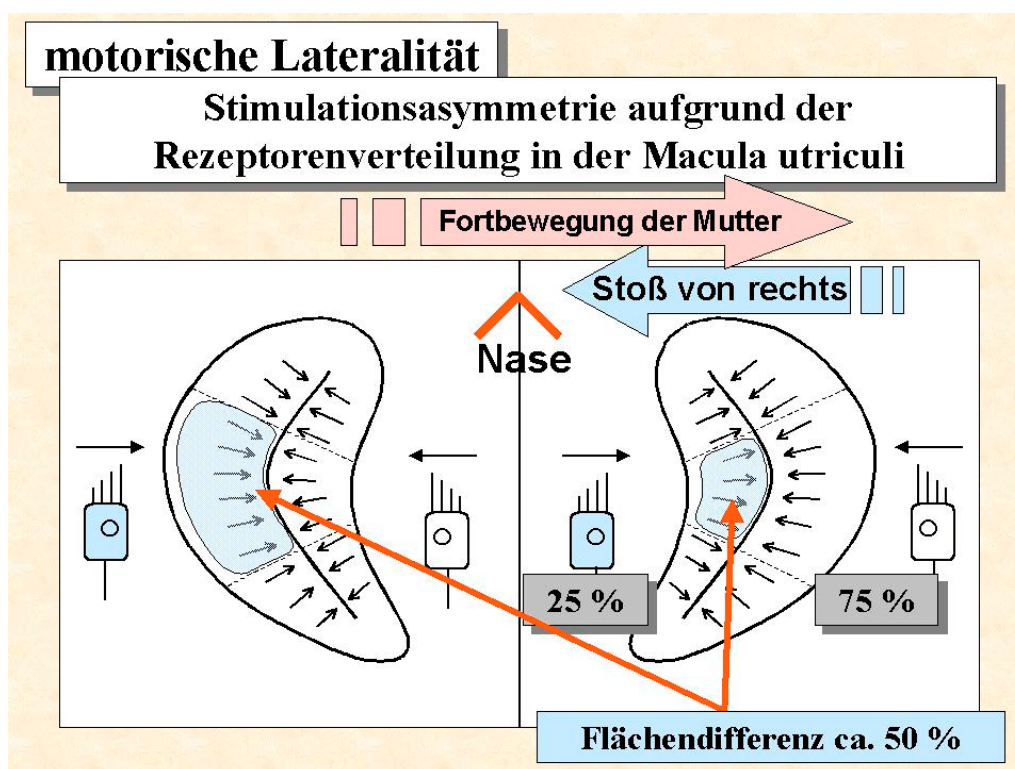 motorische Lateralität
Stimulationsasymmetrie aufgrund der
Rezeptorenverteilung in der Macula utriculi
Fortbewegung der Mutter
Stoß von rechts
Nase
25 %
75 %
Flächendifferenz ca. 50 %